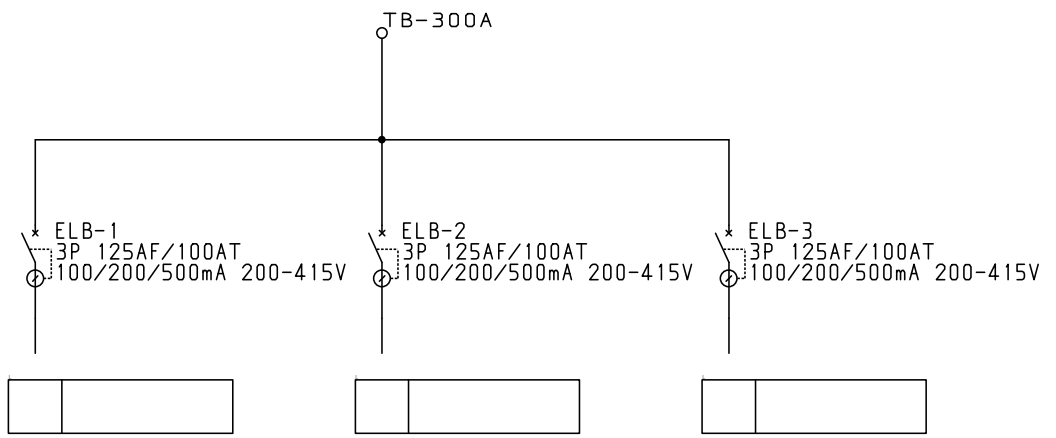 TB-300A
ELB-1
3P 125AF/100AT
100/200/500mA 200-415V
ELB-2
3P 125AF/100AT
100/200/500mA 200-415V
ELB-3
3P 125AF/100AT
100/200/500mA 200-415V